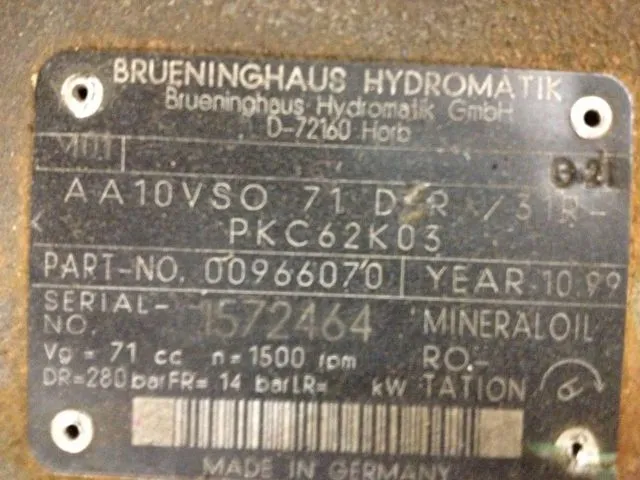 BRUENINGHAUS HYDROMATIK
Brueninghaus Hydromatik GmbH
D-72160 Horb
B-21
AA10VSO 71 /31R-
PKC62K03
PART-NO. 00966070 YEAR 10.99
SERIAL-NO. 1572464 MINERALOIL
Vg = 71 cc n = 1500 rpm RO-
DR=280 bar FR= 14 bar LR= kW TATION
MADE IN GERMANY